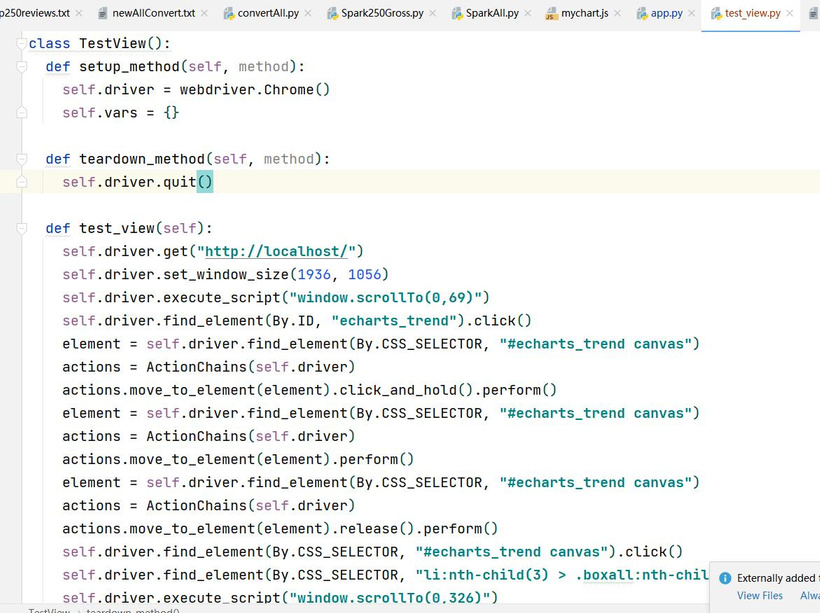 p250reviews.txt newAllConvert.txt convertAll.py Spark250Gross.py SparkAll.py mychart.js app.py test_view.py
class TestView():
def setup_method(self, method):
self.driver = webdriver.Chrome()
self.vars = {}
def teardown_method(self, method):
self.driver.quit()
def test_view(self):
self.driver.get("http://localhost/")
self.driver.set_window_size(1936, 1056)
self.driver.execute_script("window.scrollTo(0,69)")
self.driver.find_element(By.ID, "echarts_trend").click()
element = self.driver.find_element(By.CSS_SELECTOR, "#echarts_trend canvas")
actions = ActionChains(self.driver)
actions.move_to_element(element).click_and_hold().perform()
element = self.driver.find_element(By.CSS_SELECTOR, "#echarts_trend canvas")
actions = ActionChains(self.driver)
actions.move_to_element(element).perform()
element = self.driver.find_element(By.CSS_SELECTOR, "#echarts_trend canvas")
actions = ActionChains(self.driver)
actions.move_to_element(element).release().perform()
self.driver.find_element(By.CSS_SELECTOR, "#echarts_trend canvas").click()
self.driver.find_element(By.CSS_SELECTOR, "li:nth-child(3) > .boxall:nth-chil
self.driver.execute_script("window.scrollTo(0,326)")
Externally added f
View Files Alwa
TestView teardown_method()